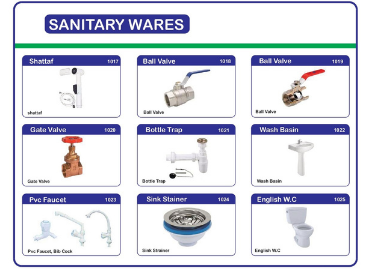 SANITARY WARES
Shattaf 1017
shattaf
Ball Valve 1018
Ball Valve
Ball Valve 1019
Ball Valve
Gate Valve 1020
Gate Valve
Bottle Trap 1021
Bottle Trap
Wash Basin 1022
Wash Basin
Pvc Faucet 1023
Pvc Faucet, Bib Cock
Sink Stainer 1024
Sink Stainer
English W.C 1025
English W.C